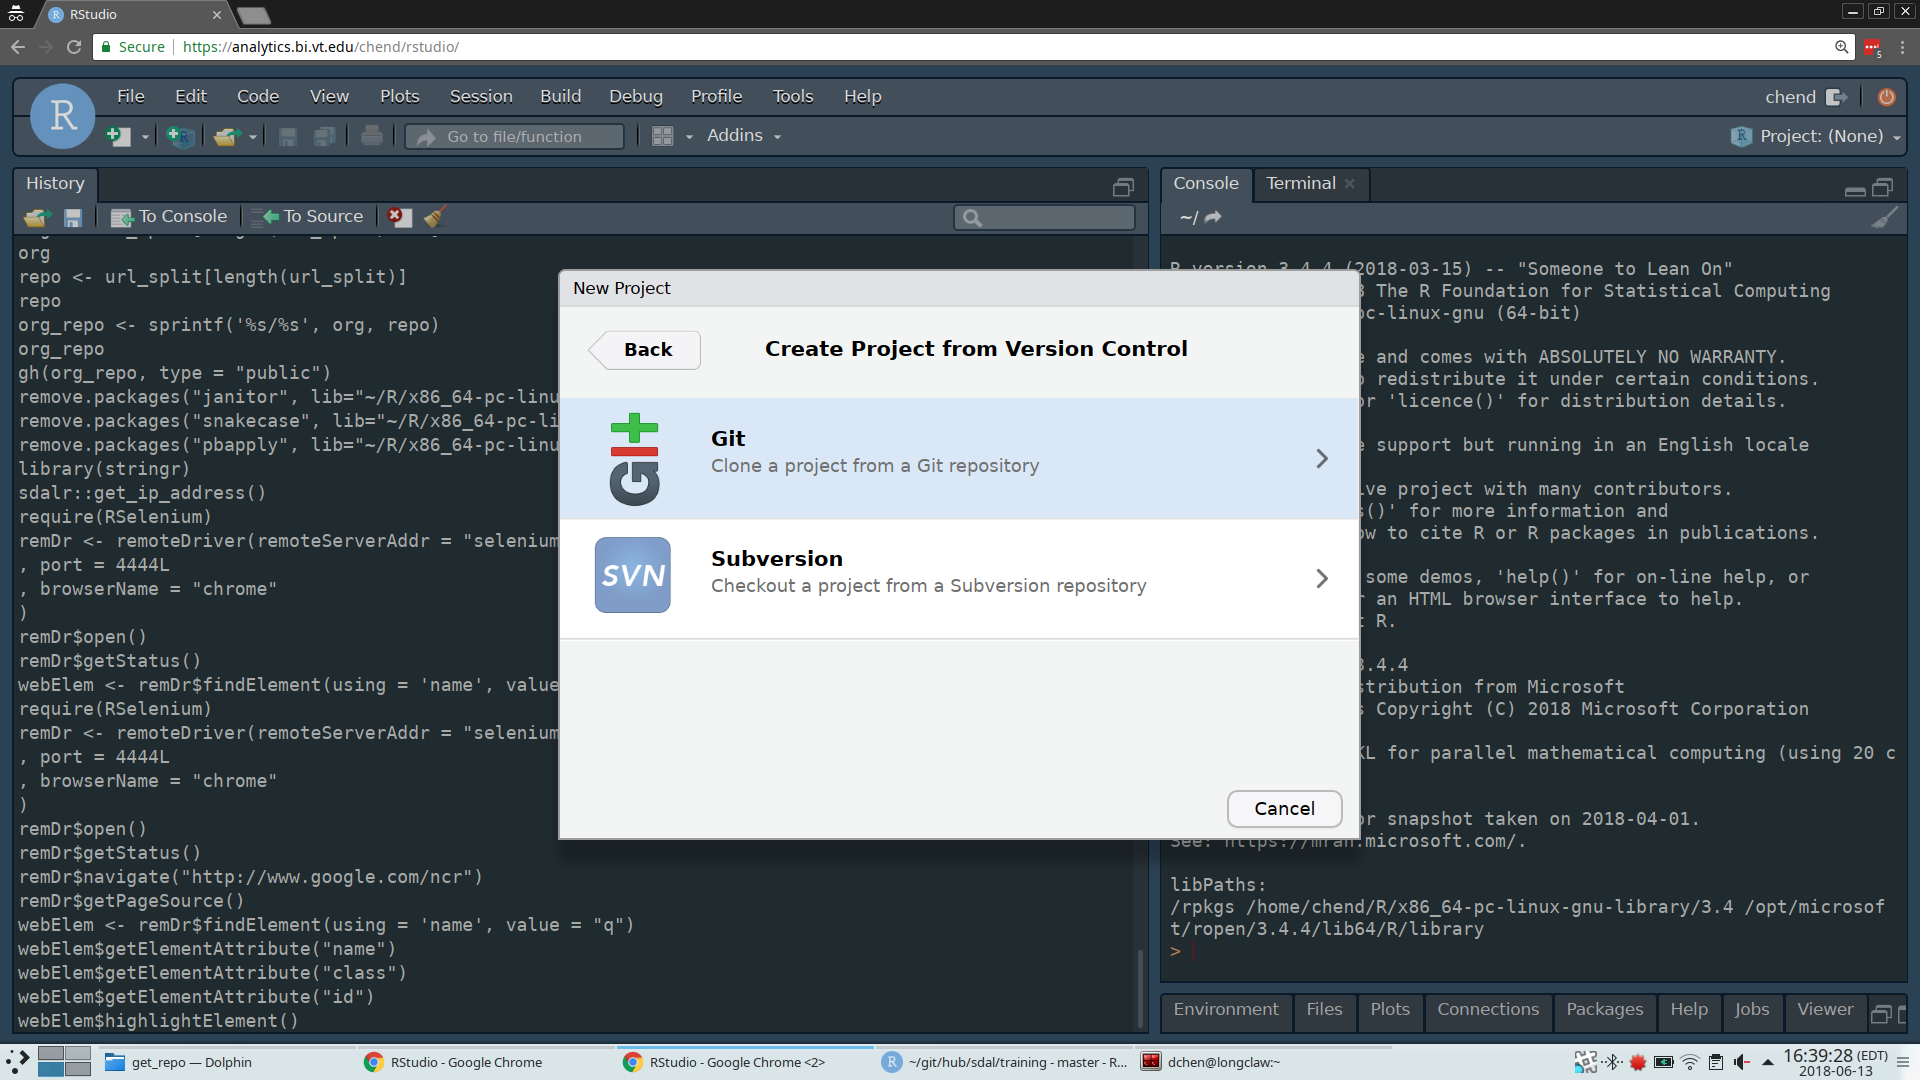 RStudio
Secure https://analytics.bi.vt.edu/chend/rstudio/
5
R File Edit Code View Plots Session Build Debug Profile Tools Help chend
Go to file/function Addins Project: (None)
History
To Console To Source
org
repo <- url_split[length(url_split)]
repo
org_repo <- sprintf('%s/%s', org, repo)
org_repo
gh(org_repo, type = "public")
remove.packages("janitor", lib="~/R/x86_64-pc-linu
remove.packages("snakecase", lib="~/R/x86_64-pc-li
remove.packages("pbapply", lib="~/R/x86_64-pc-linu
library(stringr)
sdalr::get_ip_address()
require(RSelenium)
remDr <- remoteDriver(remoteServerAddr = "selenium
, port = 4444L
, browserName = "chrome"
)
remDr$open()
remDr$getStatus()
webElem <- remDr$findElement(using = 'name', value
require(RSelenium)
remDr <- remoteDriver(remoteServerAddr = "selenium
, port = 4444L
, browserName = "chrome"
)
remDr$open()
remDr$getStatus()
remDr$navigate("http://www.google.com/ncr")
remDr$getPageSource()
webElem <- remDr$findElement(using = 'name', value = "q")
webElem$getElementAttribute("name")
webElem$getElementAttribute("class")
webElem$getElementAttribute("id")
webElem$highlightElement()
New Project
Back
Create Project from Version Control
git
Git
Clone a project from a Git repository
SVN
Subversion
Checkout a project from a Subversion repository
Cancel
Console Terminal
~/
R version 3.4.4 (2018-03-15) -- "Someone to Lean On"
The R Foundation for Statistical Computing
pc-linux-gnu (64-bit)
e and comes with ABSOLUTELY NO WARRANTY.
redistribute it under certain conditions.
or 'licence()' for distribution details.
support but running in an English locale
ive project with many contributors.
s()' for more information and
ow to cite R or R packages in publications.
some demos, 'help()' for on-line help, or
an HTML browser interface to help.
R.
3.4.4
stribution from Microsoft
Copyright (C) 2018 Microsoft Corporation
KL for parallel mathematical computing (using 20 c
or snapshot taken on 2018-04-01.
See: https://mran.microsoft.com/.
libPaths:
/rpkgs /home/chend/R/x86_64-pc-linux-gnu-library/3.4 /opt/microsof
t/ropen/3.4.4/lib64/R/library
>
Environment Files Plots Connections Packages Help Jobs Viewer
get_repo — Dolphin
RStudio - Google Chrome
RStudio - Google Chrome <2>
~/git/hub/sdal/training - master - R...
dchen@longclaw:~
16:39:28 (EDT)
2018-06-13